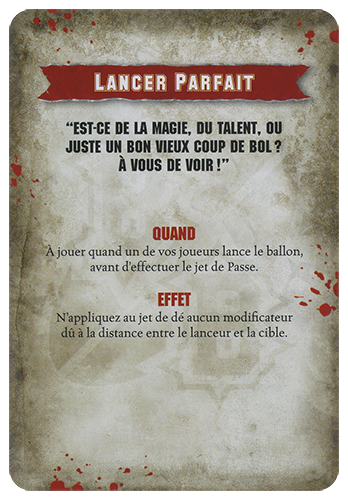 LANCER PARFAIT
“EST-CE DE LA MAGIE, DU TALENT, OU
JUSTE UN BON VIEUX COUP DE BOL ?
À VOUS DE VOIR !”
QUAND
À jouer quand un de vos joueurs lance le ballon,
avant d’effectuer le jet de Passe.
EFFET
N’appliquez au jet de dé aucun modificateur
dû à la distance entre le lanceur et la cible.